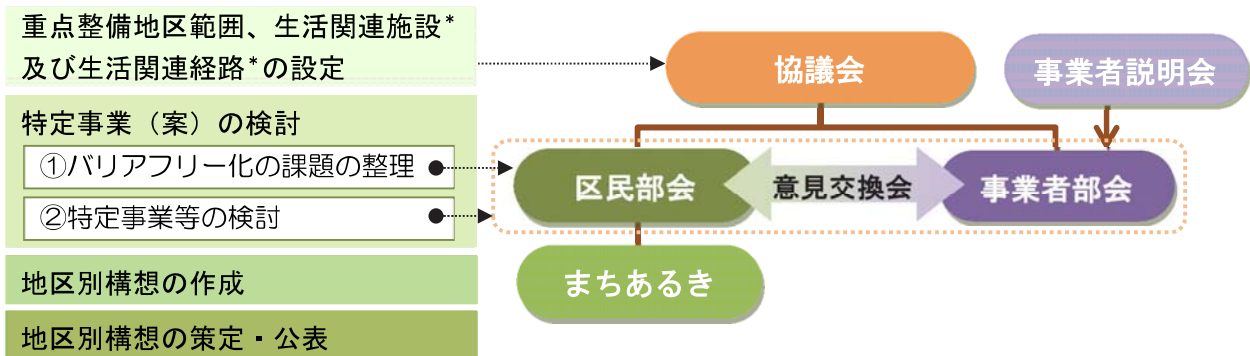 重点整備地区範囲、生活関連施設*
及び生活関連経路*の設定
特定事業（案）の検討
①バリアフリー化の課題の整理
②特定事業等の検討
地区別構想の作成
地区別構想の策定・公表
協議会
事業者説明会
区民部会
意見交換会
事業者部会
まちあるき